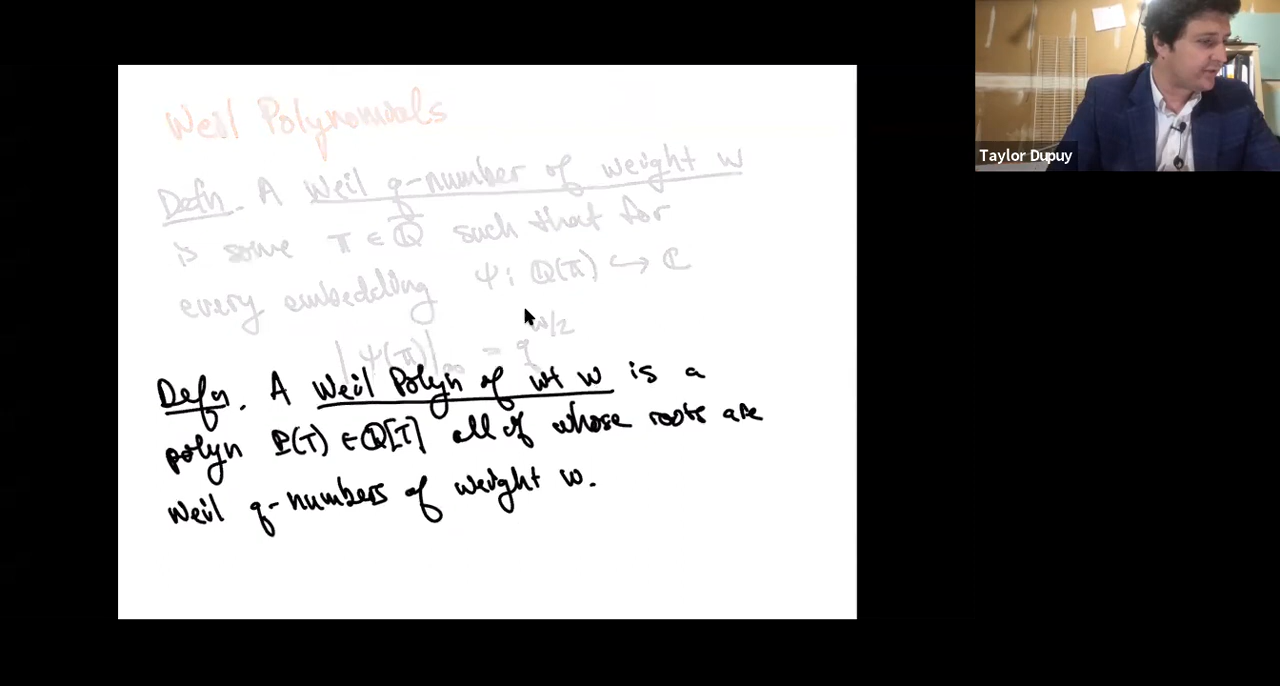 Weil Polynomials
Defn. A Weil q-number of weight w
is some π ∈ Q̅ such that for
every embedding ψ: Q(π) ↪ ℂ
|ψ(π)|∞ = q^{w/2}
Defn. A Weil Polyn of wt w is a
polyn P(T) ∈ Q[T] all of whose roots are
Weil q-numbers of weight w.
Taylor Dupuy